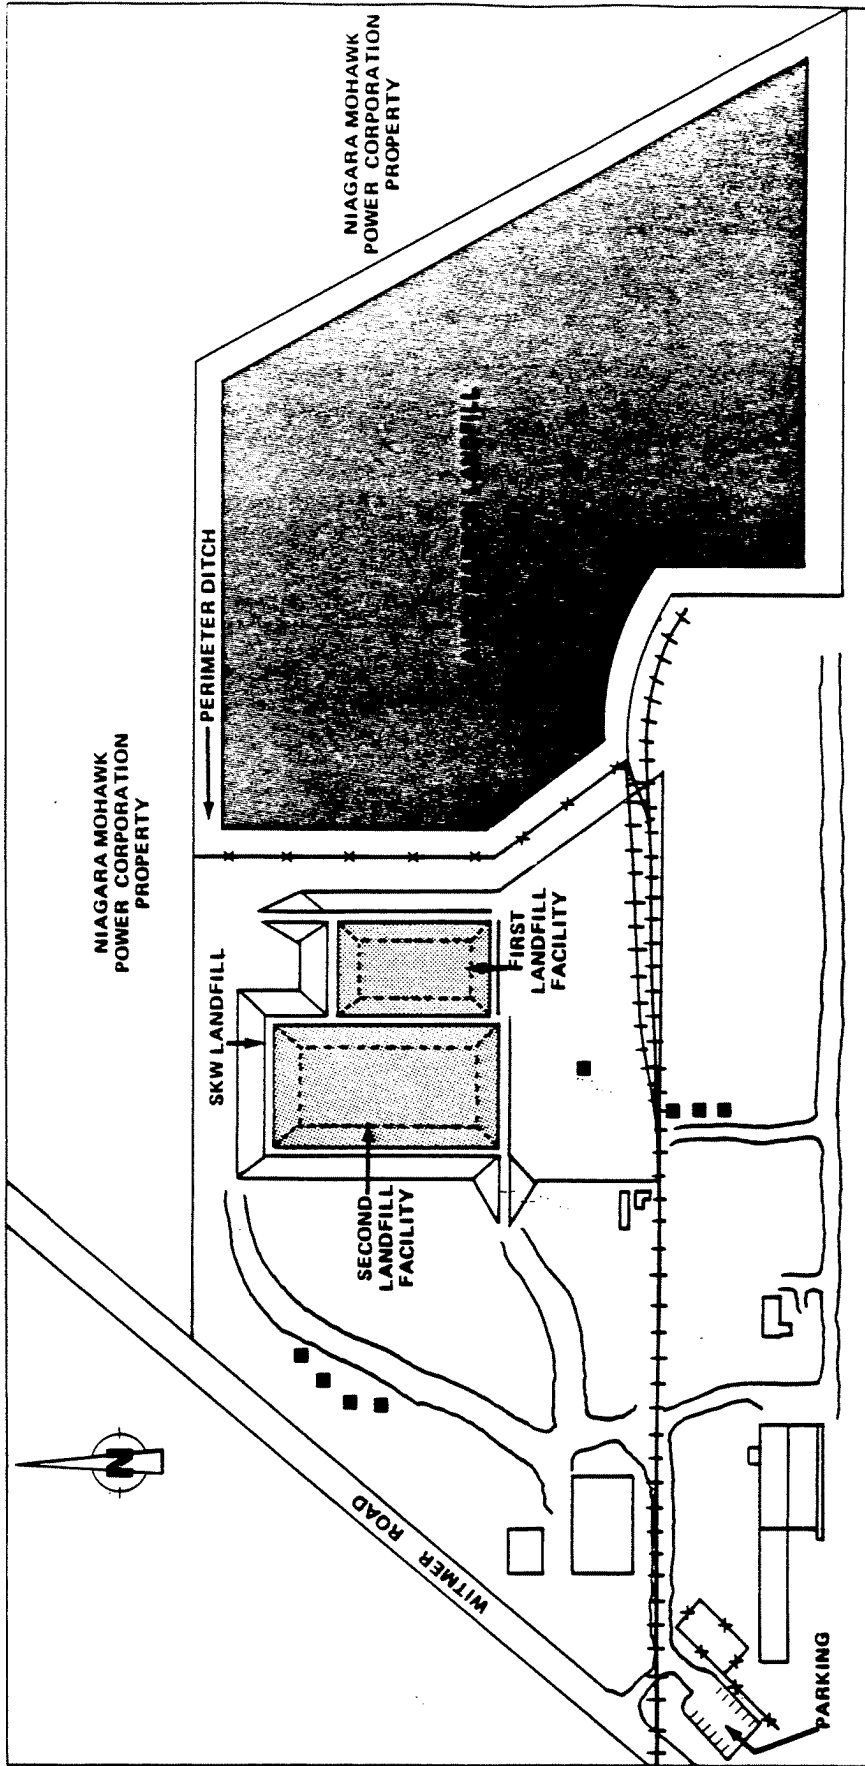 NIAGARA MOHAWK
POWER CORPORATION
PROPERTY
NIAGARA MOHAWK
POWER CORPORATION
PROPERTY
PERIMETER DITCH
LANDFILL
SKW LANDFILL
FIRST
LANDFILL
FACILITY
SECOND
LANDFILL
FACILITY
N
WITMER ROAD
PARKING